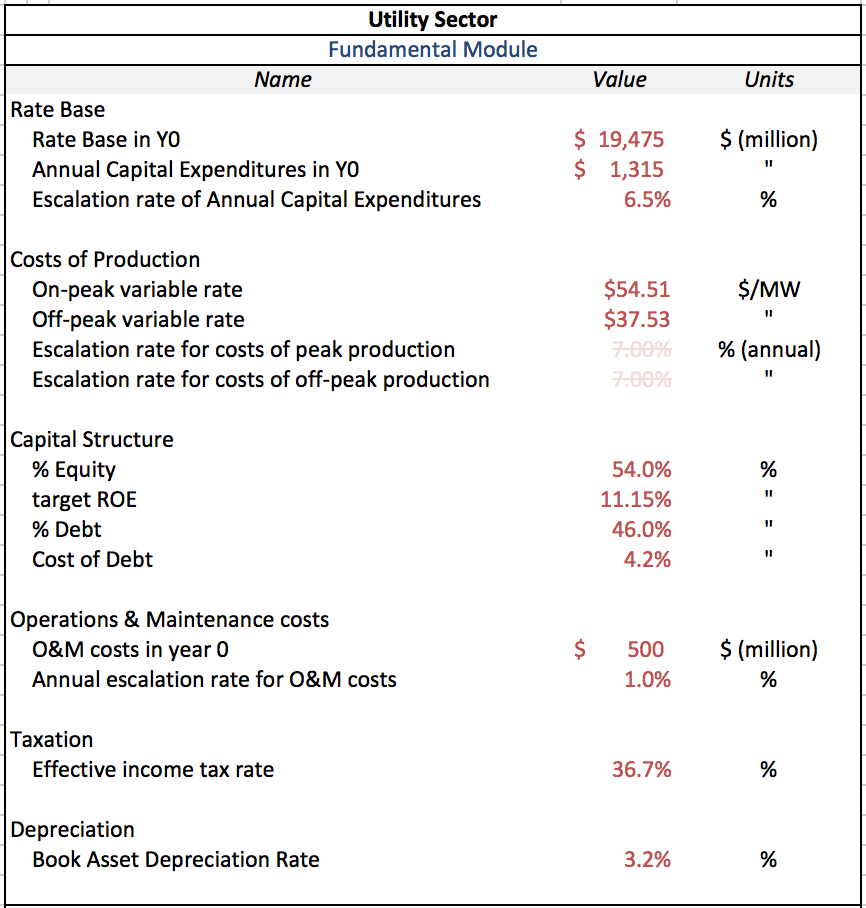 Utility Sector
Fundamental Module
Name Value Units
Rate Base
Rate Base in Y0 $ 19,475 $ (million)
Annual Capital Expenditures in Y0 $ 1,315 "
Escalation rate of Annual Capital Expenditures 6.5% %
Costs of Production
On-peak variable rate $54.51 $/MW
Off-peak variable rate $37.53 "
Escalation rate for costs of peak production 7.00% % (annual)
Escalation rate for costs of off-peak production 7.00% "
Capital Structure
% Equity 54.0% %
target ROE 11.15% "
% Debt 46.0% "
Cost of Debt 4.2% "
Operations & Maintenance costs
O&M costs in year 0 $ 500 $ (million)
Annual escalation rate for O&M costs 1.0% %
Taxation
Effective income tax rate 36.7% %
Depreciation
Book Asset Depreciation Rate 3.2% %